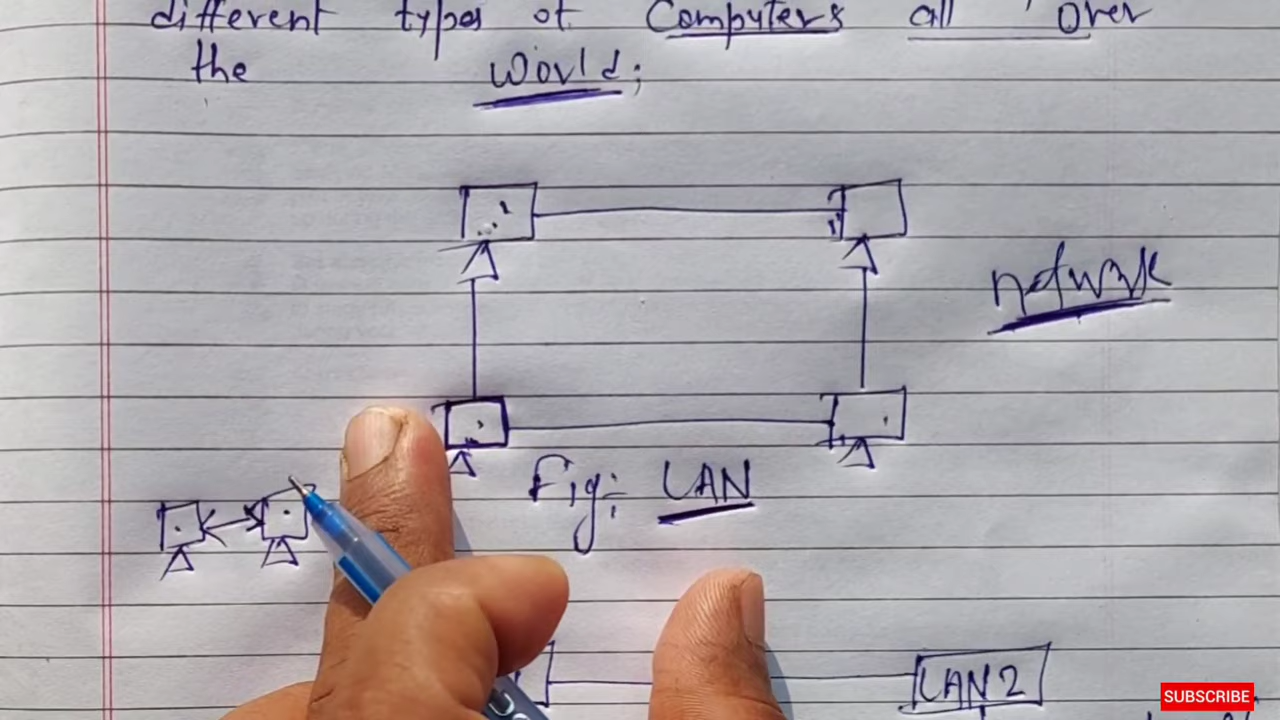 different types of Computers all over
the world;
network
Fig:- LAN
LAN 2
SUBSCRIBE